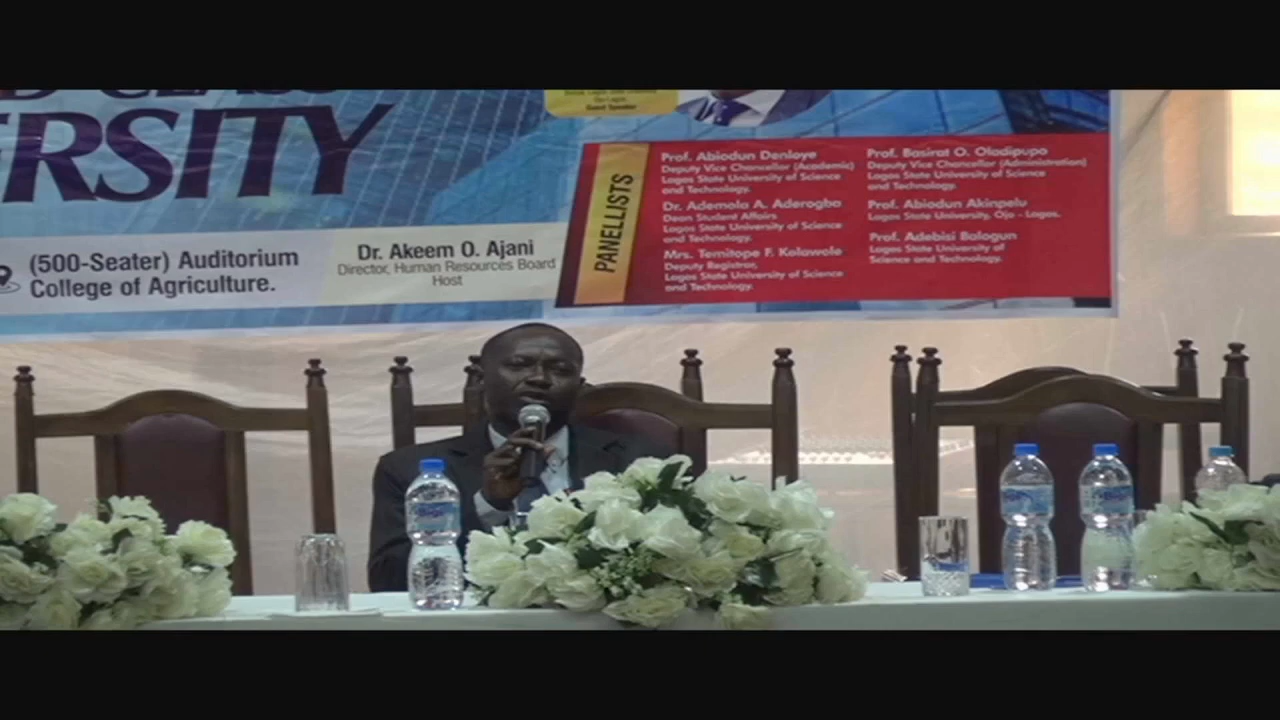 D CLASS
ERSITY
(500-Seater) Auditorium
College of Agriculture.
Dr. Akeem O. Ajani
Director, Human Resources Board
Host
Guest Speaker
PANELLISTS
Prof. Abiodun Denloye
Deputy Vice Chancellor (Academic)
Lagos State University of Science
and Technology.
Dr. Ademola A. Aderogba
Dean Student Affairs
Lagos State University of Science
and Technology.
Mrs. Temitope F. Kolawole
Deputy Registrar,
Lagos State University of Science
and Technology.
Prof. Basirat O. Oladipupo
Deputy Vice Chancellor (Administration)
Lagos State University of Science
and Technology.
Prof. Abiodun Akinpelu
Lagos State University, Ojo - Lagos.
Prof. Adebisi Balogun
Lagos State University of
Science and Technology.